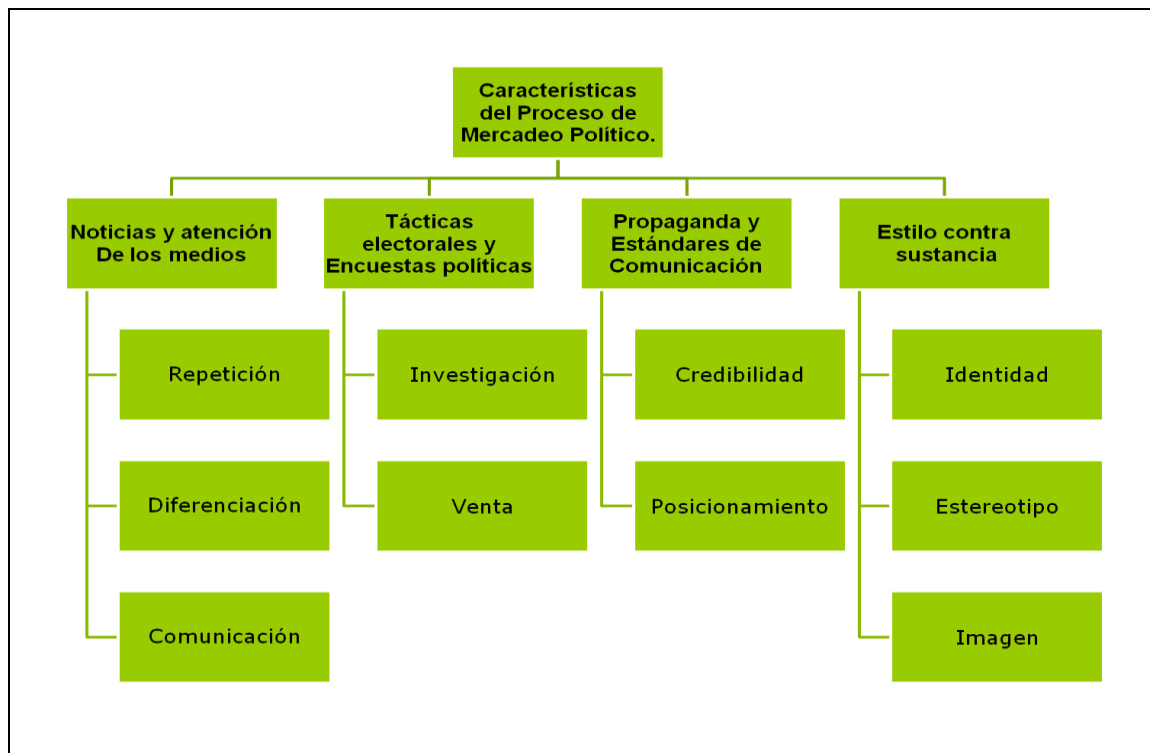 Características
del Proceso de
Mercadeo Político.
Noticias y atención
De los medios
Repetición
Diferenciación
Comunicación
Tácticas
electorales y
Encuestas políticas
Investigación
Venta
Propaganda y
Estándares de
Comunicación
Credibilidad
Posicionamiento
Estilo contra
sustancia
Identidad
Estereotipo
Imagen